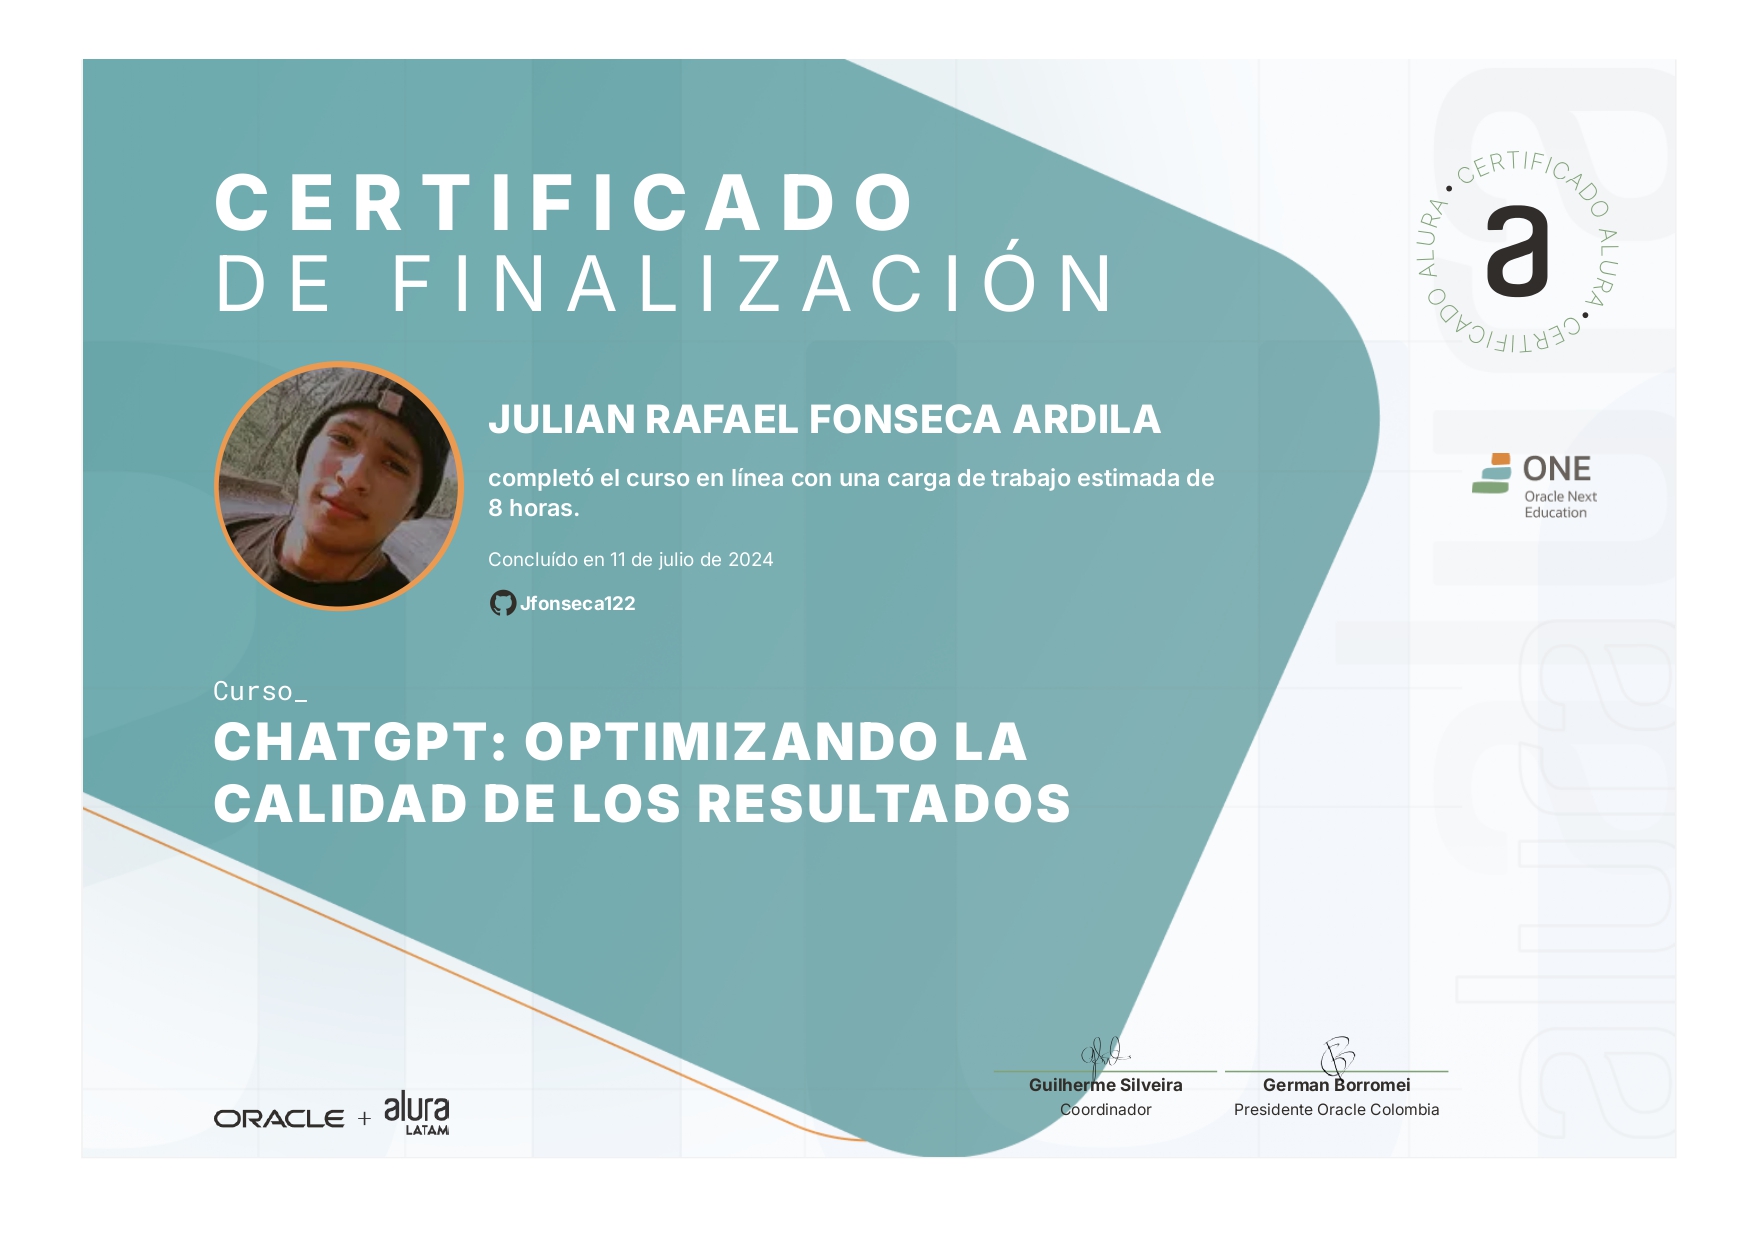 CERTIFICADO
DE FINALIZACIÓN
CERTIFICADO ALURA • CERTIFICADO ALURA •
a
JULIAN RAFAEL FONSECA ARDILA
completó el curso en línea con una carga de trabajo estimada de
8 horas.
Concluído en 11 de julio de 2024
Jfonseca122
ONE
Oracle Next
Education
Curso_
CHATGPT: OPTIMIZANDO LA
CALIDAD DE LOS RESULTADOS
alura
alura
Guilherme Silveira
Coordinador
German Borromei
Presidente Oracle Colombia
ORACLE + alura
LATAM